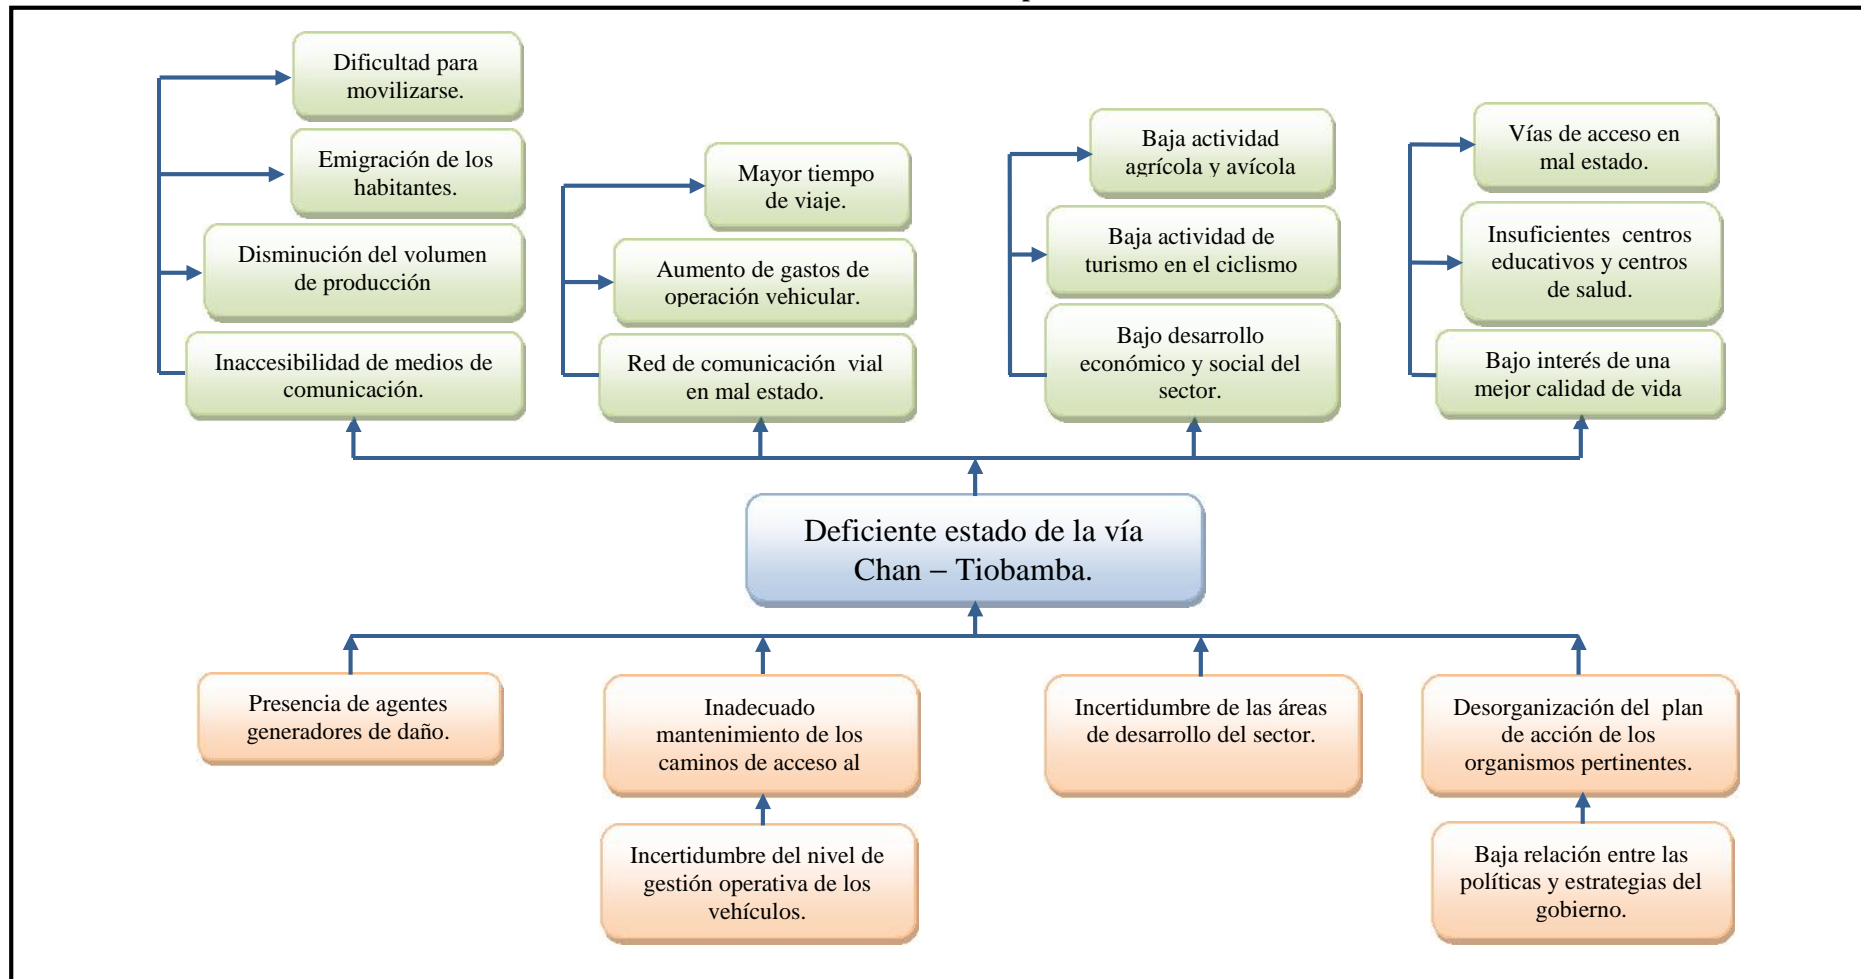 Dificultad para
movilizarse.
Emigración de los
habitantes.
Disminución del volumen
de producción
Inaccesibilidad de medios de
comunicación.
Mayor tiempo
de viaje.
Aumento de gastos de
operación vehicular.
Red de comunicación vial
en mal estado.
Baja actividad
agrícola y avícola
Baja actividad de
turismo en el ciclismo
Bajo desarrollo
económico y social del
sector.
Vías de acceso en
mal estado.
Insuficientes centros
educativos y centros
de salud.
Bajo interés de una
mejor calidad de vida
Deficiente estado de la vía
Chan – Tiobamba.
Presencia de agentes
generadores de daño.
Inadecuado
mantenimiento de los
caminos de acceso al
Incertidumbre del nivel de
gestión operativa de los
vehículos.
Incertidumbre de las áreas
de desarrollo del sector.
Desorganización del plan
de acción de los
organismos pertinentes.
Baja relación entre las
políticas y estrategias del
gobierno.